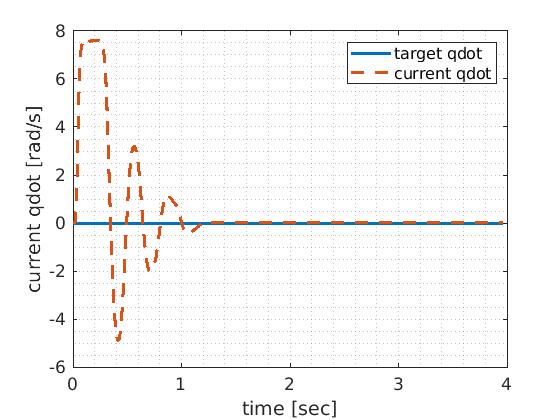 8
6
4
2
0
-2
-4
-6
0 1 2 3 4
current qdot [rad/s]
time [sec]
target qdot
current qdot